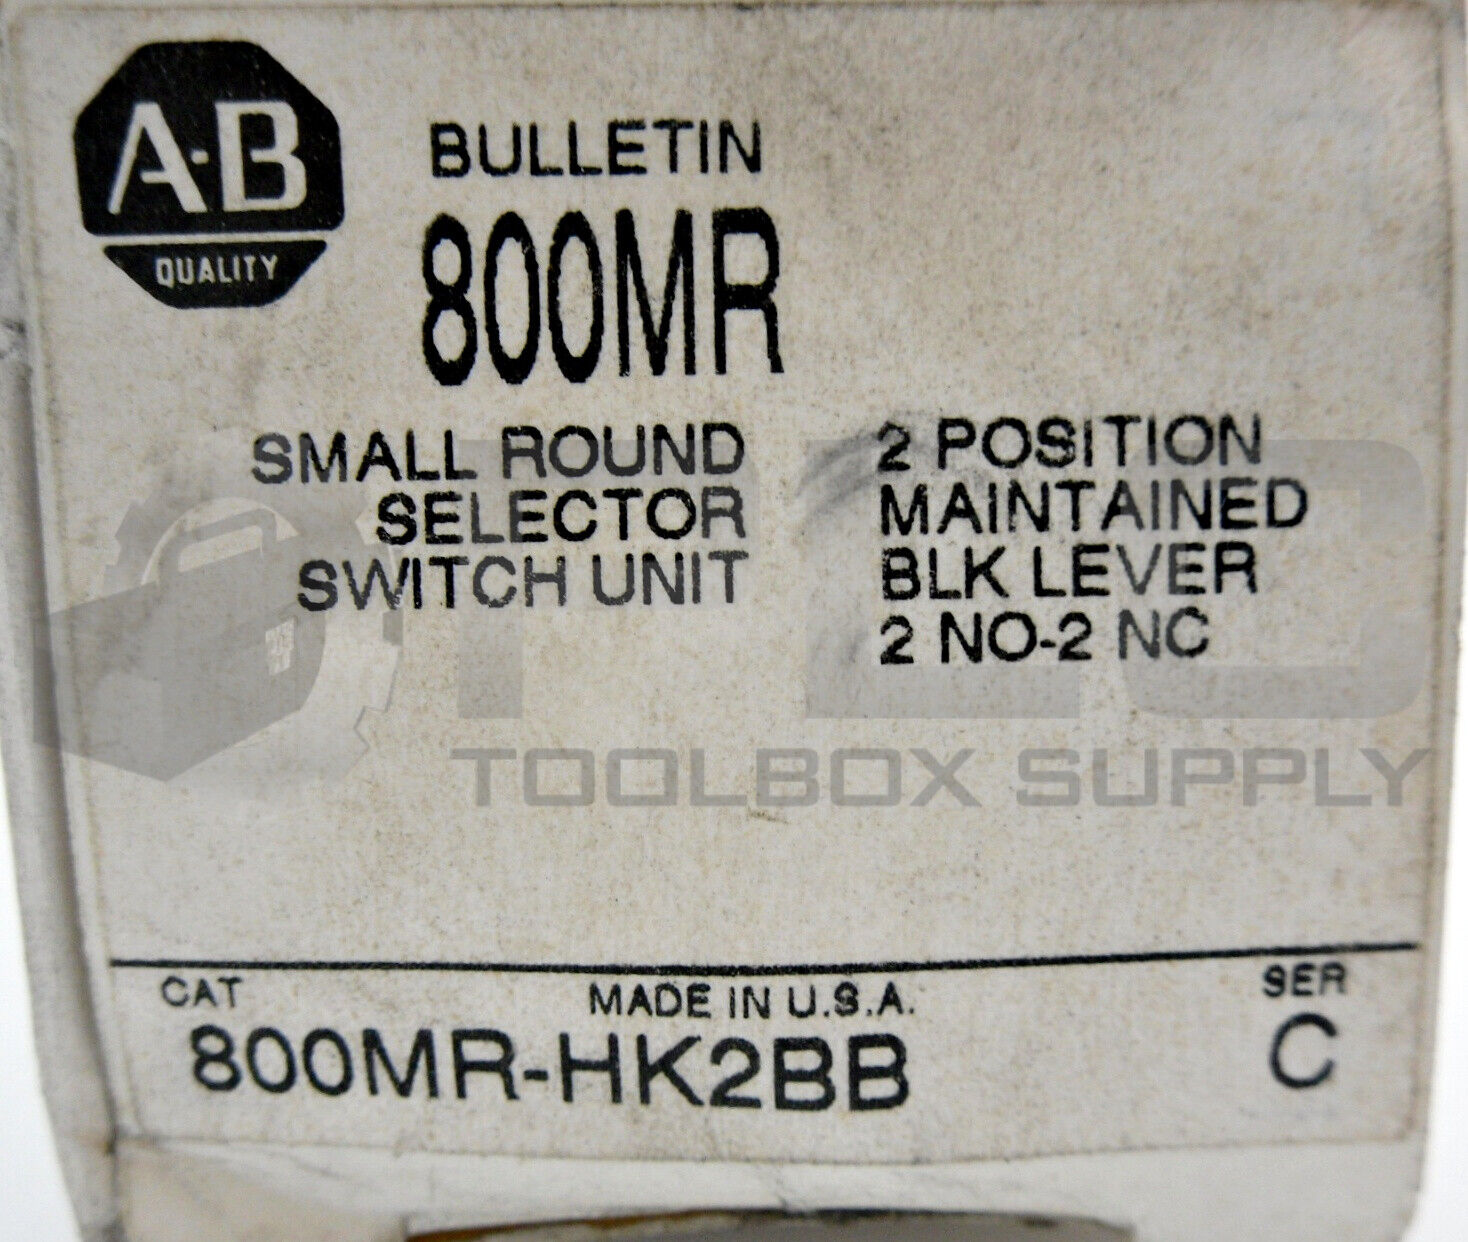 A-B
QUALITY
BULLETIN
800MR
SMALL ROUND
SELECTOR
SWITCH UNIT
2 POSITION
MAINTAINED
BLK LEVER
2 NO-2 NC
TOOLBOX SUPPLY
CAT
MADE IN U.S.A.
SER
800MR-HK2BB
C